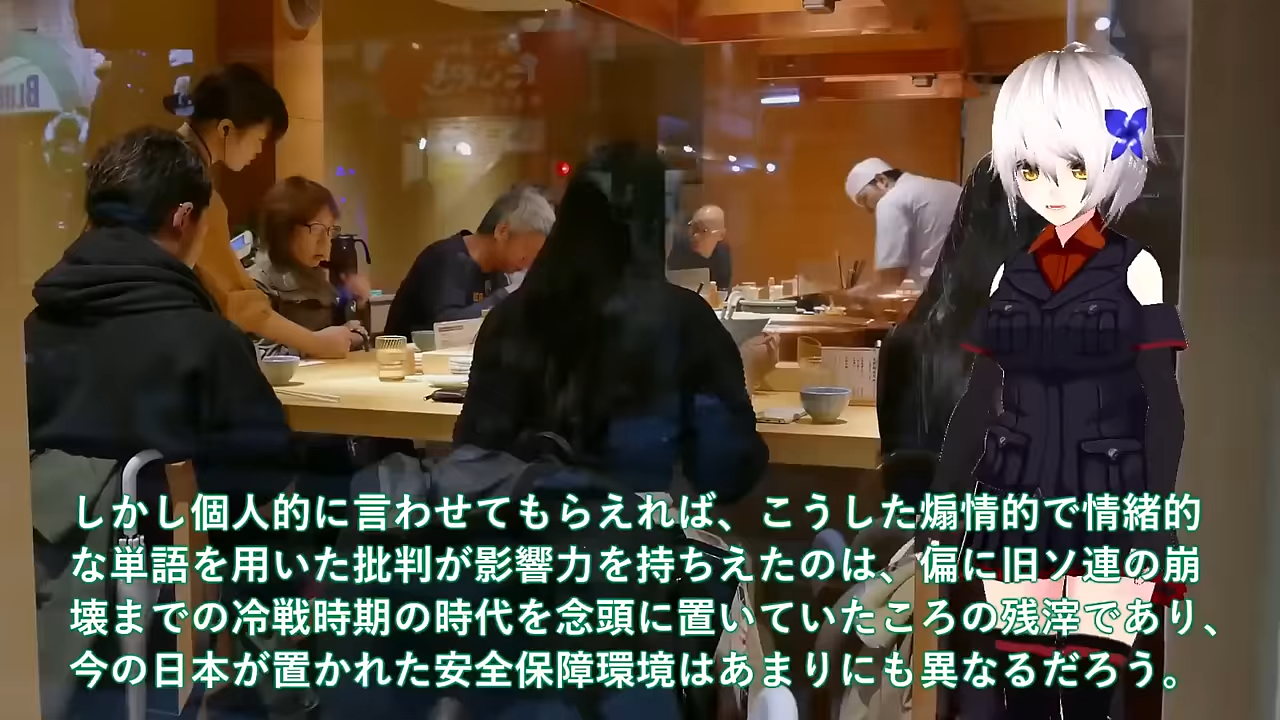 しかし個人的に言わせてもらえれば、こうした煽情的で情緒的
な単語を用いた批判が影響力を持ちえたのは、偏に旧ソ連の崩
壊までの冷戦時期の時代を念頭に置いていたころの残滓であり、
今の日本が置かれた安全保障環境はあまりにも異なるだろう。